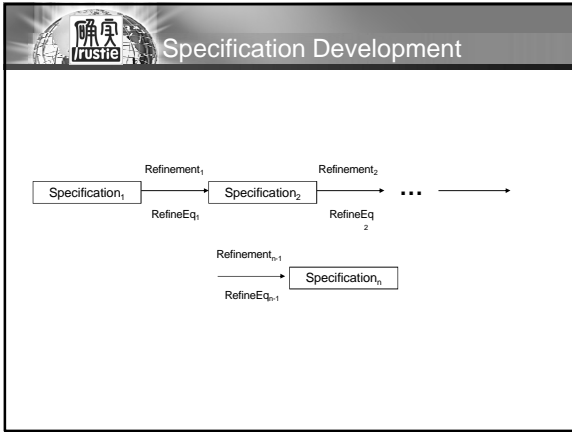 确实
Trustie
Specification Development
Refinement₁ Refinement₂
Specification₁ Specification₂ ...
RefineEq₁ RefineEq
₂
Refinementₙ₋₁
Specificationₙ
RefineEqₙ₋₁